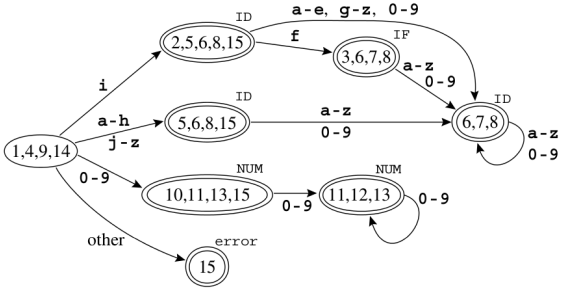 a-e, g-z, 0-9
ID
2,5,6,8,15
f
IF
3,6,7,8
a-z
0-9
i
ID
a-h
j-z
5,6,8,15
a-z
0-9
ID
6,7,8
a-z
0-9
1,4,9,14
0-9
NUM
10,11,13,15
0-9
NUM
11,12,13
0-9
other
error
15